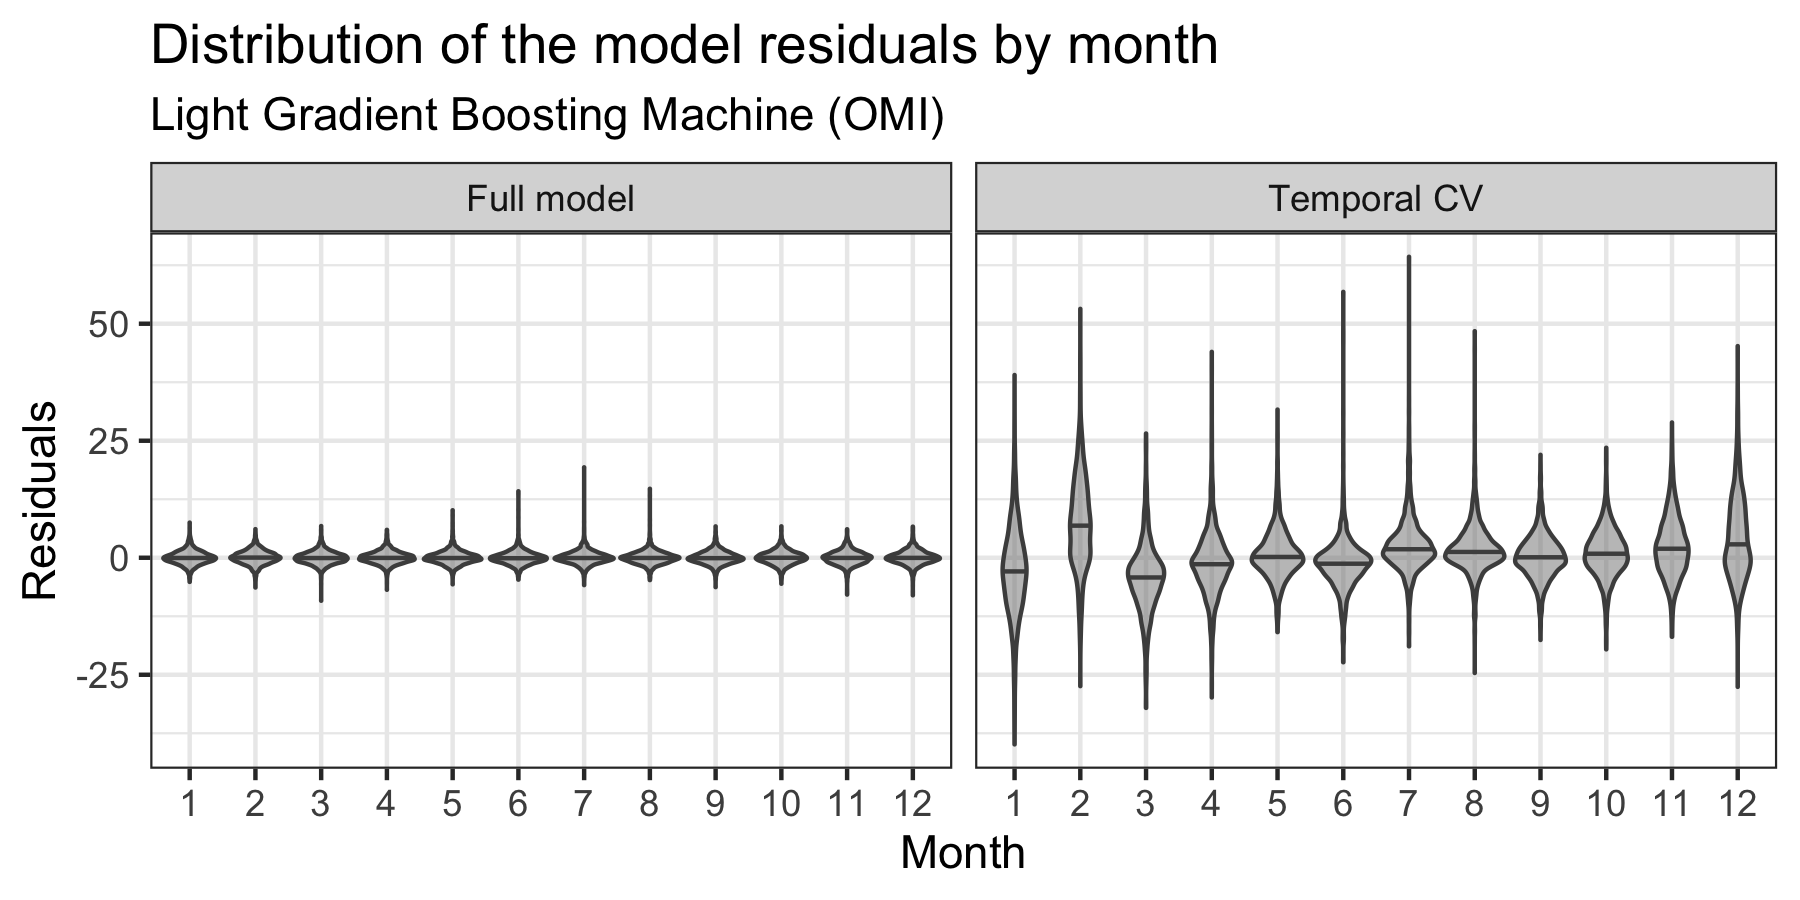 Distribution of the model residuals by month
Light Gradient Boosting Machine (OMI)
Full model
Temporal CV
Residuals
50
25
0
-25
1 2 3 4 5 6 7 8 9 10 11 12
1 2 3 4 5 6 7 8 9 10 11 12
Month